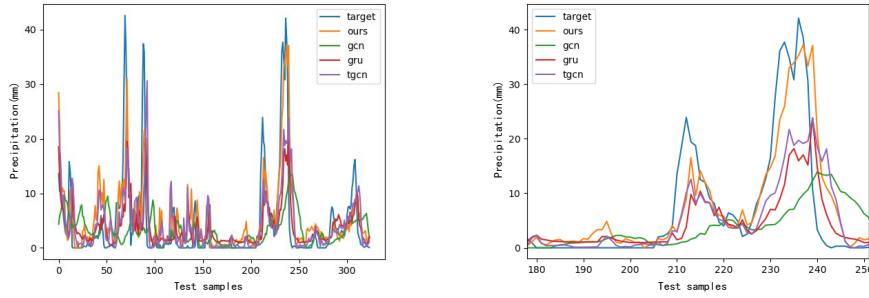 40
30
20
10
0
0
50
100
150
200
250
300
Precipitation(mm)
Test samples
target
ours
gcn
gru
tgcn
40
30
20
10
0
180
190
200
210
220
230
240
250
Precipitation(mm)
Test samples
target
ours
gcn
gru
tgcn